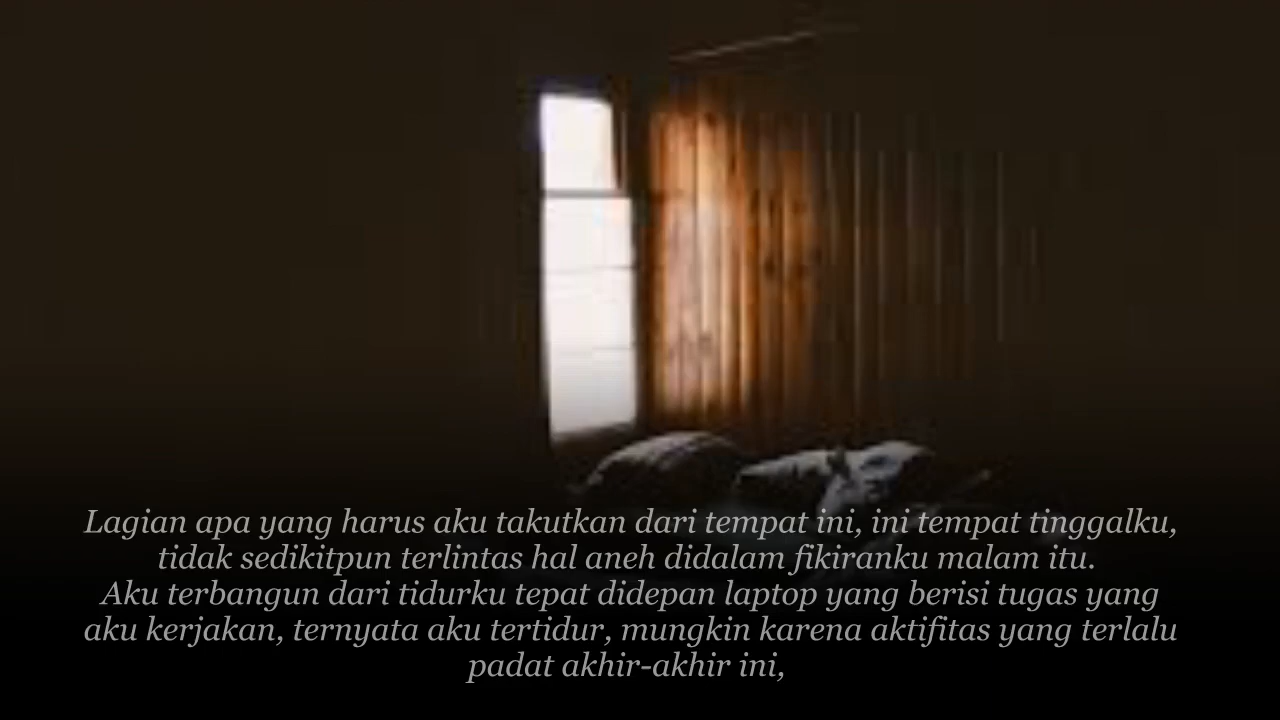 Lagian apa yang harus aku takutkan dari tempat ini, ini tempat tinggalku,
tidak sedikitpun terlintas hal aneh didalam fikiranku malam itu.
Aku terbangun dari tidurku tepat didepan laptop yang berisi tugas yang
aku kerjakan, ternyata aku tertidur, mungkin karena aktifitas yang terlalu
padat akhir-akhir ini,